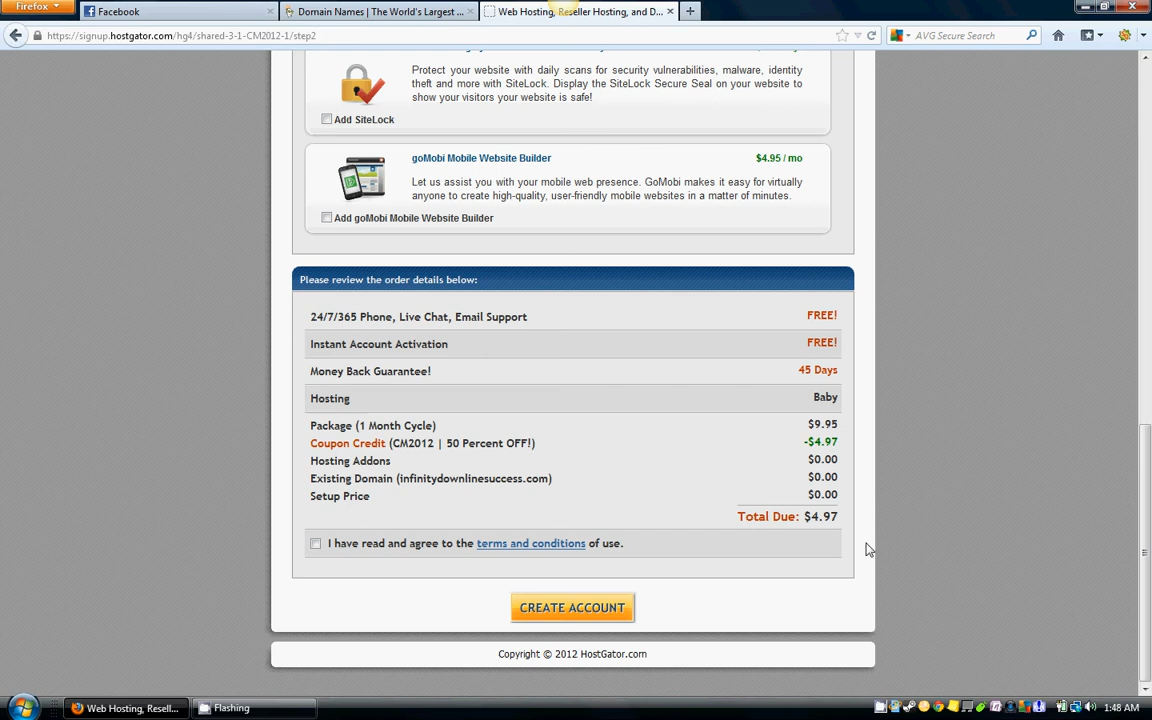 Firefox
Facebook
Domain Names | The World's Largest ...
Web Hosting, Reseller Hosting, and D...
https://signup.hostgator.com/hg4/shared-3-1-CM2012-1/step2
AVG Secure Search
Protect your website with daily scans for security vulnerabilities, malware, identity
theft and more with SiteLock. Display the SiteLock Secure Seal on your website to
show your visitors your website is safe!
Add SiteLock
goMobi Mobile Website Builder $4.95 / mo
Let us assist you with your mobile web presence. GoMobi makes it easy for virtually
anyone to create high-quality, user-friendly mobile websites in a matter of minutes.
Add goMobi Mobile Website Builder
Please review the order details below:
24/7/365 Phone, Live Chat, Email Support FREE!
Instant Account Activation FREE!
Money Back Guarantee! 45 Days
Hosting Baby
Package (1 Month Cycle) $9.95
Coupon Credit (CM2012 | 50 Percent OFF!) -$4.97
Hosting Addons $0.00
Existing Domain (infinitydownlinesuccess.com) $0.00
Setup Price $0.00
Total Due: $4.97
I have read and agree to the terms and conditions of use.
CREATE ACCOUNT
Copyright © 2012 HostGator.com
Web Hosting, Resell...
Flashing
1:48 AM